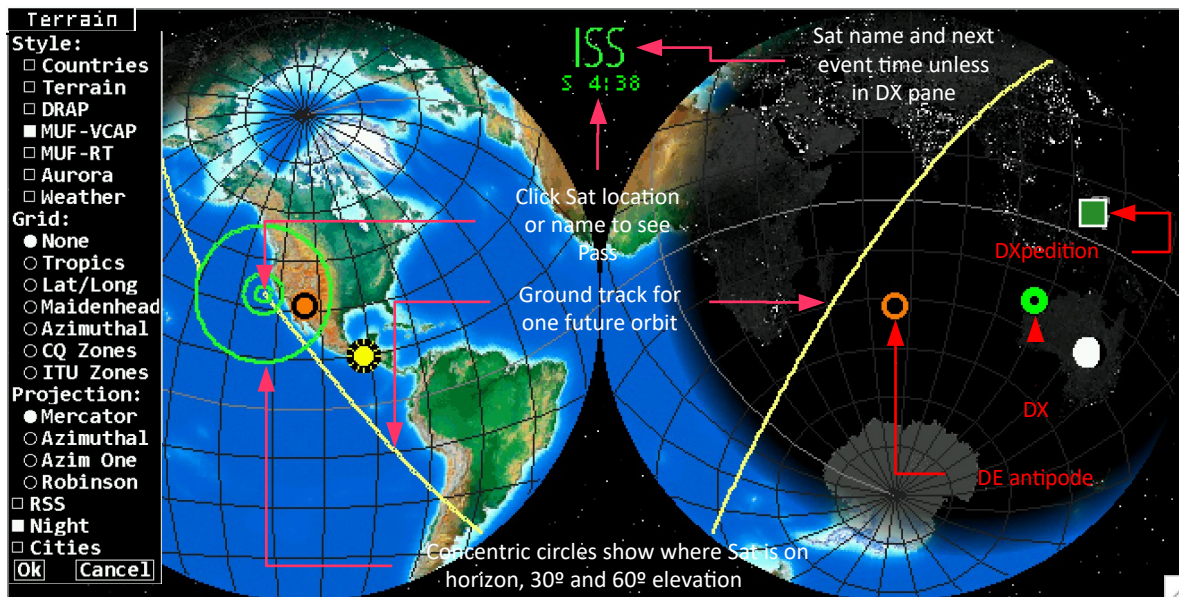 Terrain
Style:
Countries
Terrain
DRAP
MUF-VCAP
MUF-RT
Aurora
Weather
Grid:
None
Tropics
Lat/Long
Maidenhead
Azimuthal
CQ Zones
ITU Zones
Projection:
Mercator
Azimuthal
Azim One
Robinson
RSS
Night
Cities
Ok Cancel
ISS
S 4:38
Sat name and next
event time unless
in DX pane
Click Sat location
or name to see
Pass
Ground track for
one future orbit
DXpedition
DX
DE antipode
Concentric circles show where Sat is on
horizon, 30º and 60º elevation